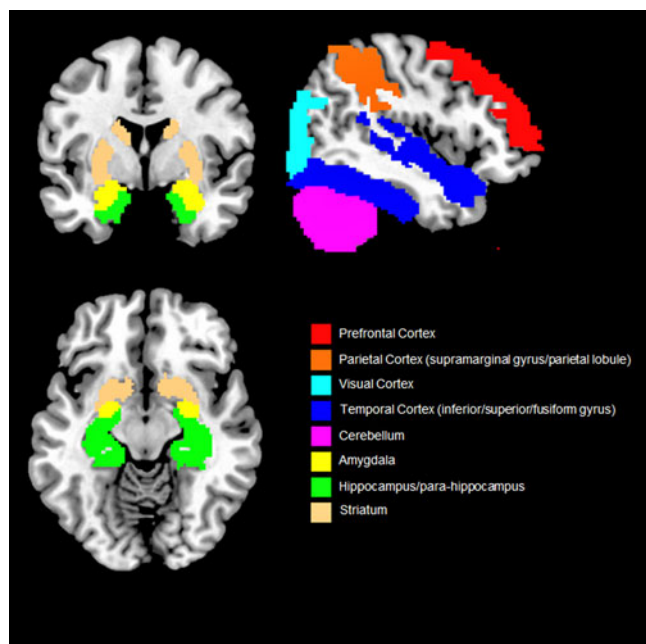 Prefrontal Cortex
Parietal Cortex (supramarginal gyrus/parietal lobule)
Visual Cortex
Temporal Cortex (inferior/superior/fusiform gyrus)
Cerebellum
Amygdala
Hippocampus/para-hippocampus
Striatum